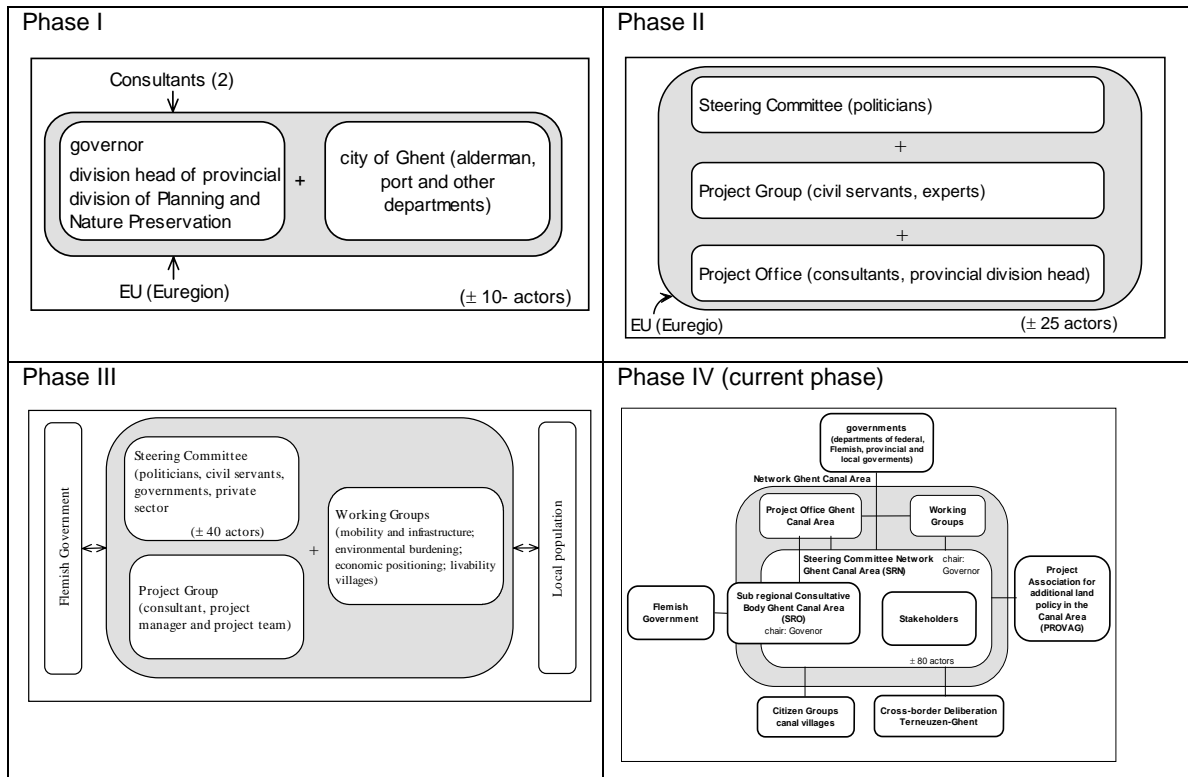 Phase I
Consultants (2)
governor
division head of provincial
division of Planning and
Nature Preservation
+
city of Ghent (alderman,
port and other
departments)
EU (Euregion)
(± 10- actors)
Phase II
Steering Committee (politicians)
+
Project Group (civil servants, experts)
+
Project Office (consultants, provincial division head)
EU (Euregio)
(± 25 actors)
Phase III
Flemish Government
Steering Committee
(politicians, civil servants,
governments, private
sector
(± 40 actors)
Project Group
(consultant, project
manager and project team)
+
Working Groups
(mobility and infrastructure;
environmental burdening;
economic positioning; livability
villages)
Local population
Phase IV (current phase)
governments
(departments of federal,
Flemish, provincial and
local goverments)
Network Ghent Canal Area
Project Office Ghent
Canal Area
Working
Groups
Steering Committee Network
Ghent Canal Area (SRN)
chair:
Governor
Flemish
Government
Sub regional Consultative
Body Ghent Canal Area
(SRO)
chair: Govenor
Stakeholders
± 80 actors
Project
Association for
additional land
policy in the
Canal Area
(PROVAG)
Citizen Groups
canal villages
Cross-border Deliberation
Terneuzen-Ghent